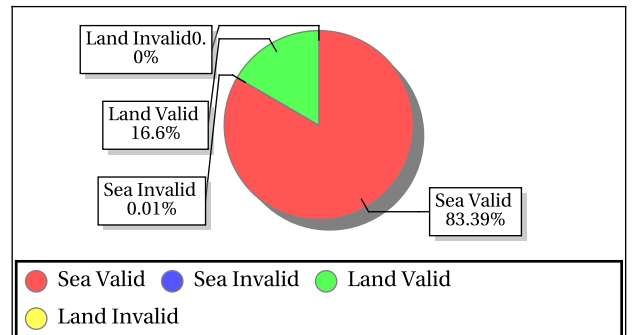 Land Invalid0.
0%
Land Valid
16.6%
Sea Invalid
0.01%
Sea Valid
83.39%
Sea Valid
Sea Invalid
Land Valid
Land Invalid